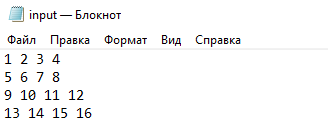 input — Блокнот
Файл Правка Формат Вид Справка
1 2 3 4
5 6 7 8
9 10 11 12
13 14 15 16